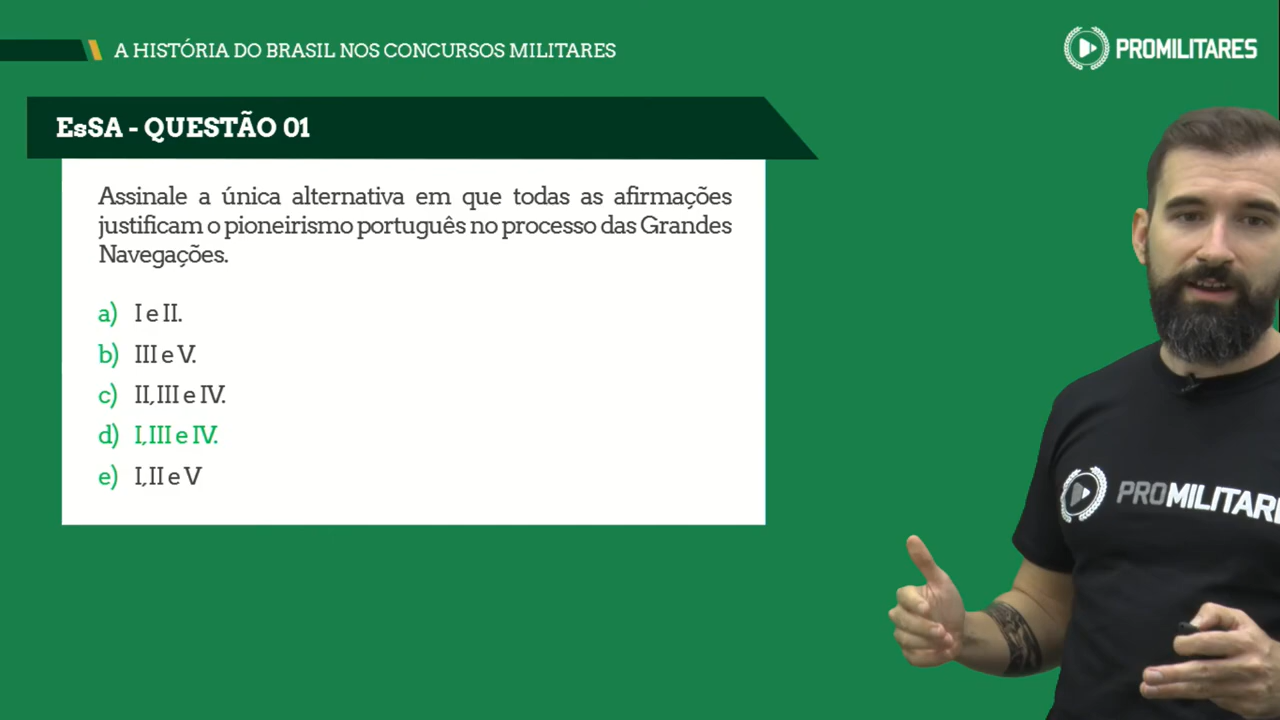 A HISTÓRIA DO BRASIL NOS CONCURSOS MILITARES
PROMILITARES
EsSA - QUESTÃO 01
Assinale a única alternativa em que todas as afirmações
justificam o pioneirismo português no processo das Grandes
Navegações.
a) I e II.
b) III e V.
c) II,III e IV.
d) I,III e IV.
e) I,II e V
PROMILITAR